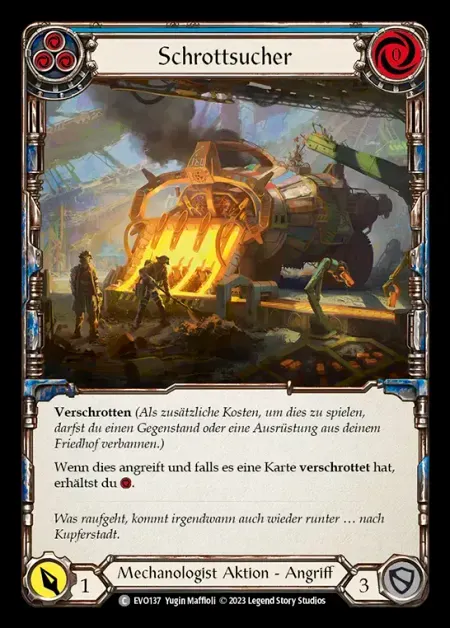 Schrottsucher
0
Verschrotten (Als zusätzliche Kosten, um dies zu spielen,
darfst du einen Gegenstand oder eine Ausrüstung aus deinem
Friedhof verbannen.)
Wenn dies angreift und falls es eine Karte verschrottet hat,
erhältst du .
Was raufgeht, kommt irgendwann auch wieder runter … nach
Kupferstadt.
1
Mechanologist Aktion - Angriff
3
C EVO137 Yugin Maffioli © 2023 Legend Story Studios